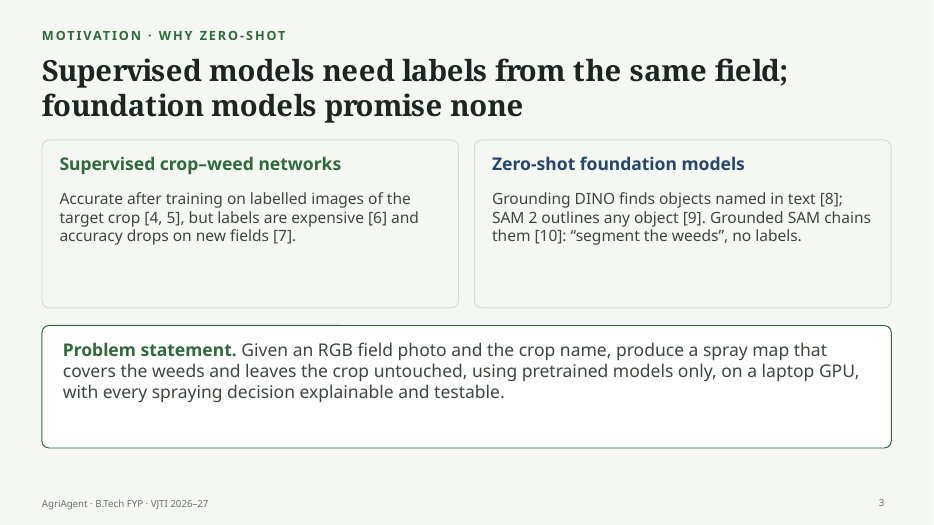 MOTIVATION · WHY ZERO-SHOT
Supervised models need labels from the same field;
foundation models promise none
Supervised crop–weed networks
Accurate after training on labelled images of the
target crop [4, 5], but labels are expensive [6] and
accuracy drops on new fields [7].
Zero-shot foundation models
Grounding DINO finds objects named in text [8];
SAM 2 outlines any object [9]. Grounded SAM chains
them [10]: “segment the weeds”, no labels.
Problem statement. Given an RGB field photo and the crop name, produce a spray map that
covers the weeds and leaves the crop untouched, using pretrained models only, on a laptop GPU,
with every spraying decision explainable and testable.
AgriAgent · B.Tech FYP · VJTI 2026–27
3